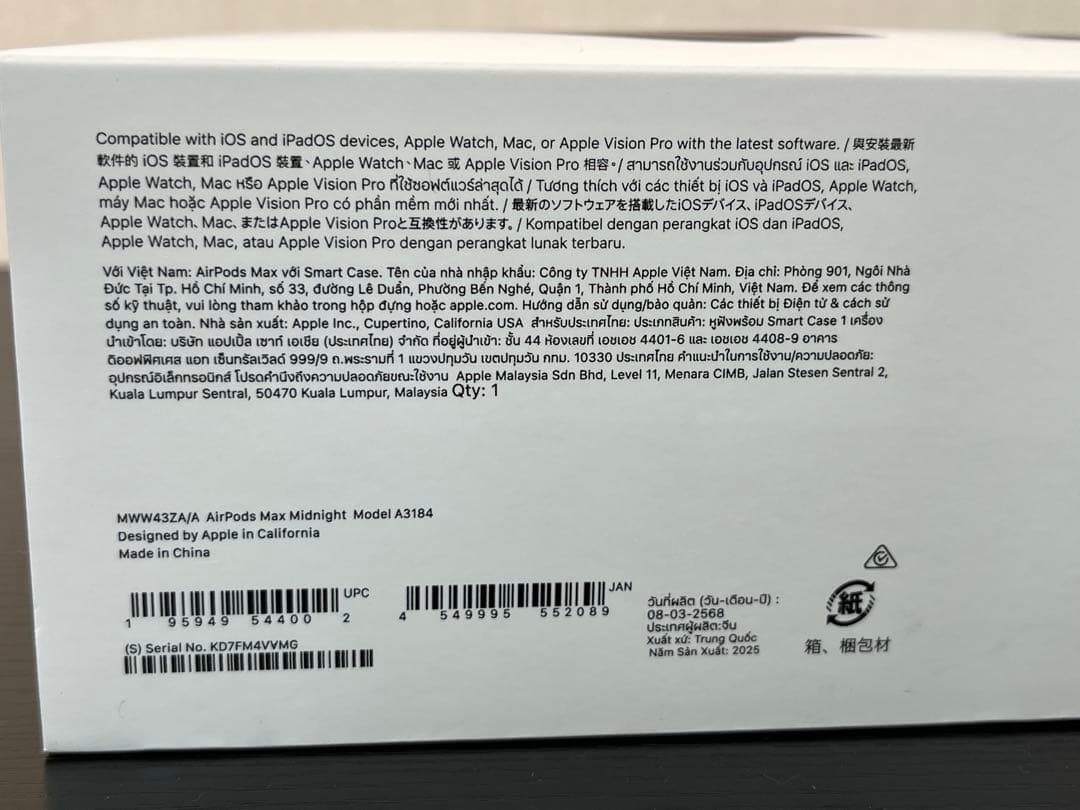 Compatible with iOS and iPadOS devices, Apple Watch, Mac, or Apple Vision Pro with the latest software. / 與安裝最新
軟件的 iOS 裝置和 iPadOS 裝置、Apple Watch、Mac 或 Apple Vision Pro 相容。/ สามารถใช้งานร่วมกับอุปกรณ์ iOS และ iPadOS,
Apple Watch, Mac หรือ Apple Vision Pro ที่ใช้ซอฟต์แวร์ล่าสุดได้ / Tương thích với các thiết bị iOS và iPadOS, Apple Watch,
máy Mac hoặc Apple Vision Pro có phần mềm mới nhất. / 最新のソフトウェアを搭載したiOSデバイス、iPadOSデバイス、
Apple Watch、Mac、またはApple Vision Proと互換性があります。/ Kompatibel dengan perangkat iOS dan iPadOS,
Apple Watch, Mac, atau Apple Vision Pro dengan perangkat lunak terbaru.
Với Việt Nam: AirPods Max với Smart Case. Tên của nhà nhập khẩu: Công ty TNHH Apple Việt Nam. Địa chỉ: Phòng 901, Ngôi Nhà
Đức Tại Tp. Hồ Chí Minh, số 33, đường Lê Duẩn, Phường Bến Nghé, Quận 1, Thành phố Hồ Chí Minh, Việt Nam. Để xem các thông
số kỹ thuật, vui lòng tham khảo trong hộp đựng hoặc apple.com. Hướng dẫn sử dụng/bảo quản: Các thiết bị Điện tử & cách sử
dụng an toàn. Nhà sản xuất: Apple Inc., Cupertino, California USA สำหรับประเทศไทย: ประเภทสินค้า: หูฟังพร้อม Smart Case 1 เครื่อง
นำเข้าโดย: บริษัท แอปเปิ้ล เซาท์ เอเชีย (ประเทศไทย) จำกัด ที่อยู่ผู้นำเข้า: ชั้น 44 ห้องเลขที่ เอชเอช 4401-6 และ เอชเอช 4408-9 อาคาร
ดิออฟฟิศเศส แอท เซ็นทรัลเวิลด์ 999/9 ถ.พระรามที่ 1 แขวงปทุมวัน เขตปทุมวัน กทม. 10330 ประเทศไทย คำแนะนำในการใช้งาน/ความปลอดภัย:
อุปกรณ์อิเล็กทรอนิกส์ โปรดคำนึงถึงความปลอดภัยขณะใช้งาน Apple Malaysia Sdn Bhd, Level 11, Menara CIMB, Jalan Stesen Sentral 2,
Kuala Lumpur Sentral, 50470 Kuala Lumpur, Malaysia Qty: 1
MWW43ZA/A AirPods Max Midnight Model A3184
Designed by Apple in California
Made in China
UPC
1 95949 54400 2
JAN
4 549995 552089
(S) Serial No. KD7FM4VVMG
วันที่ผลิต (วัน-เดือน-ปี) :
08-03-2568
ประเทศผู้ผลิต:จีน
Xuất xứ: Trung Quốc
Năm Sản Xuất: 2025
紙
箱、梱包材